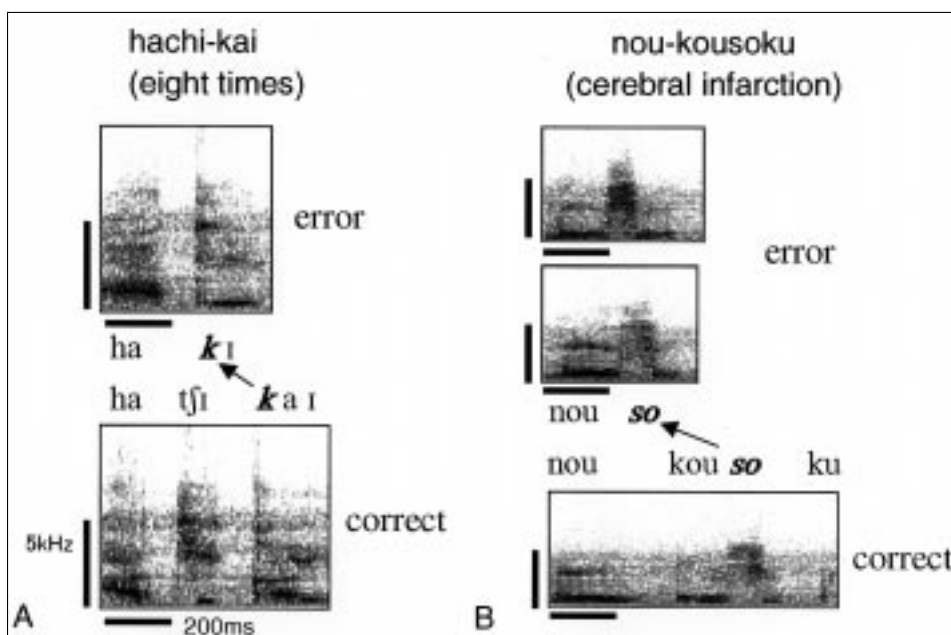 hachi-kai
(eight times)
error
ha kɪ
ha tʃɪ kaɪ
correct
5kHz
A
200ms
nou-kousoku
(cerebral infarction)
error
nou so
nou kou so ku
correct
B